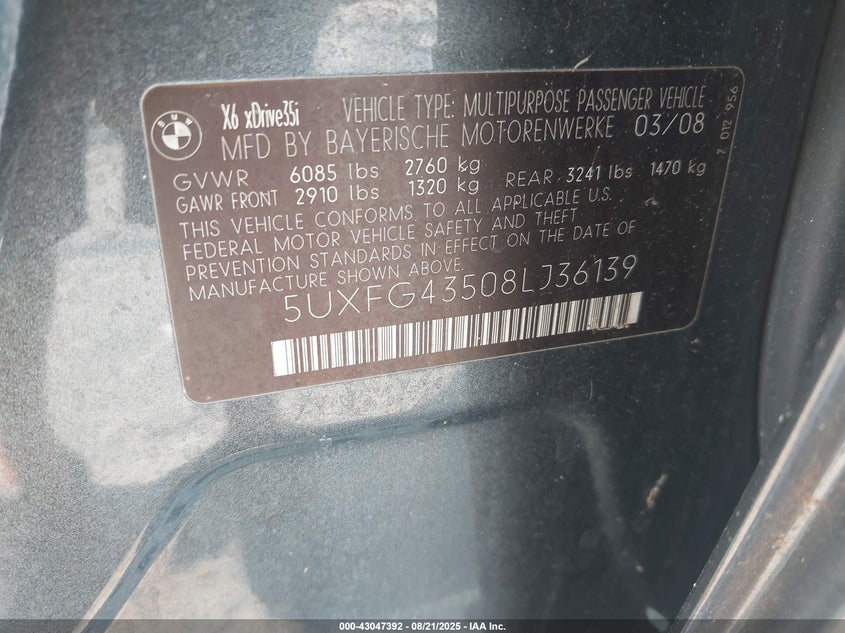 BMW
X6 xDrive35i VEHICLE TYPE: MULTIPURPOSE PASSENGER VEHICLE
MFD BY BAYERISCHE MOTORENWERKE 03/08
GVWR 6085 lbs 2760 kg
GAWR FRONT 2910 lbs 1320 kg REAR 3241 lbs 1470 kg
THIS VEHICLE CONFORMS TO ALL APPLICABLE U.S.
FEDERAL MOTOR VEHICLE SAFETY AND THEFT
PREVENTION STANDARDS IN EFFECT ON THE DATE OF
MANUFACTURE SHOWN ABOVE.
5UXFG43508LJ36139
7 012 956
000-43047392 - 08/21/2025 - IAA Inc.